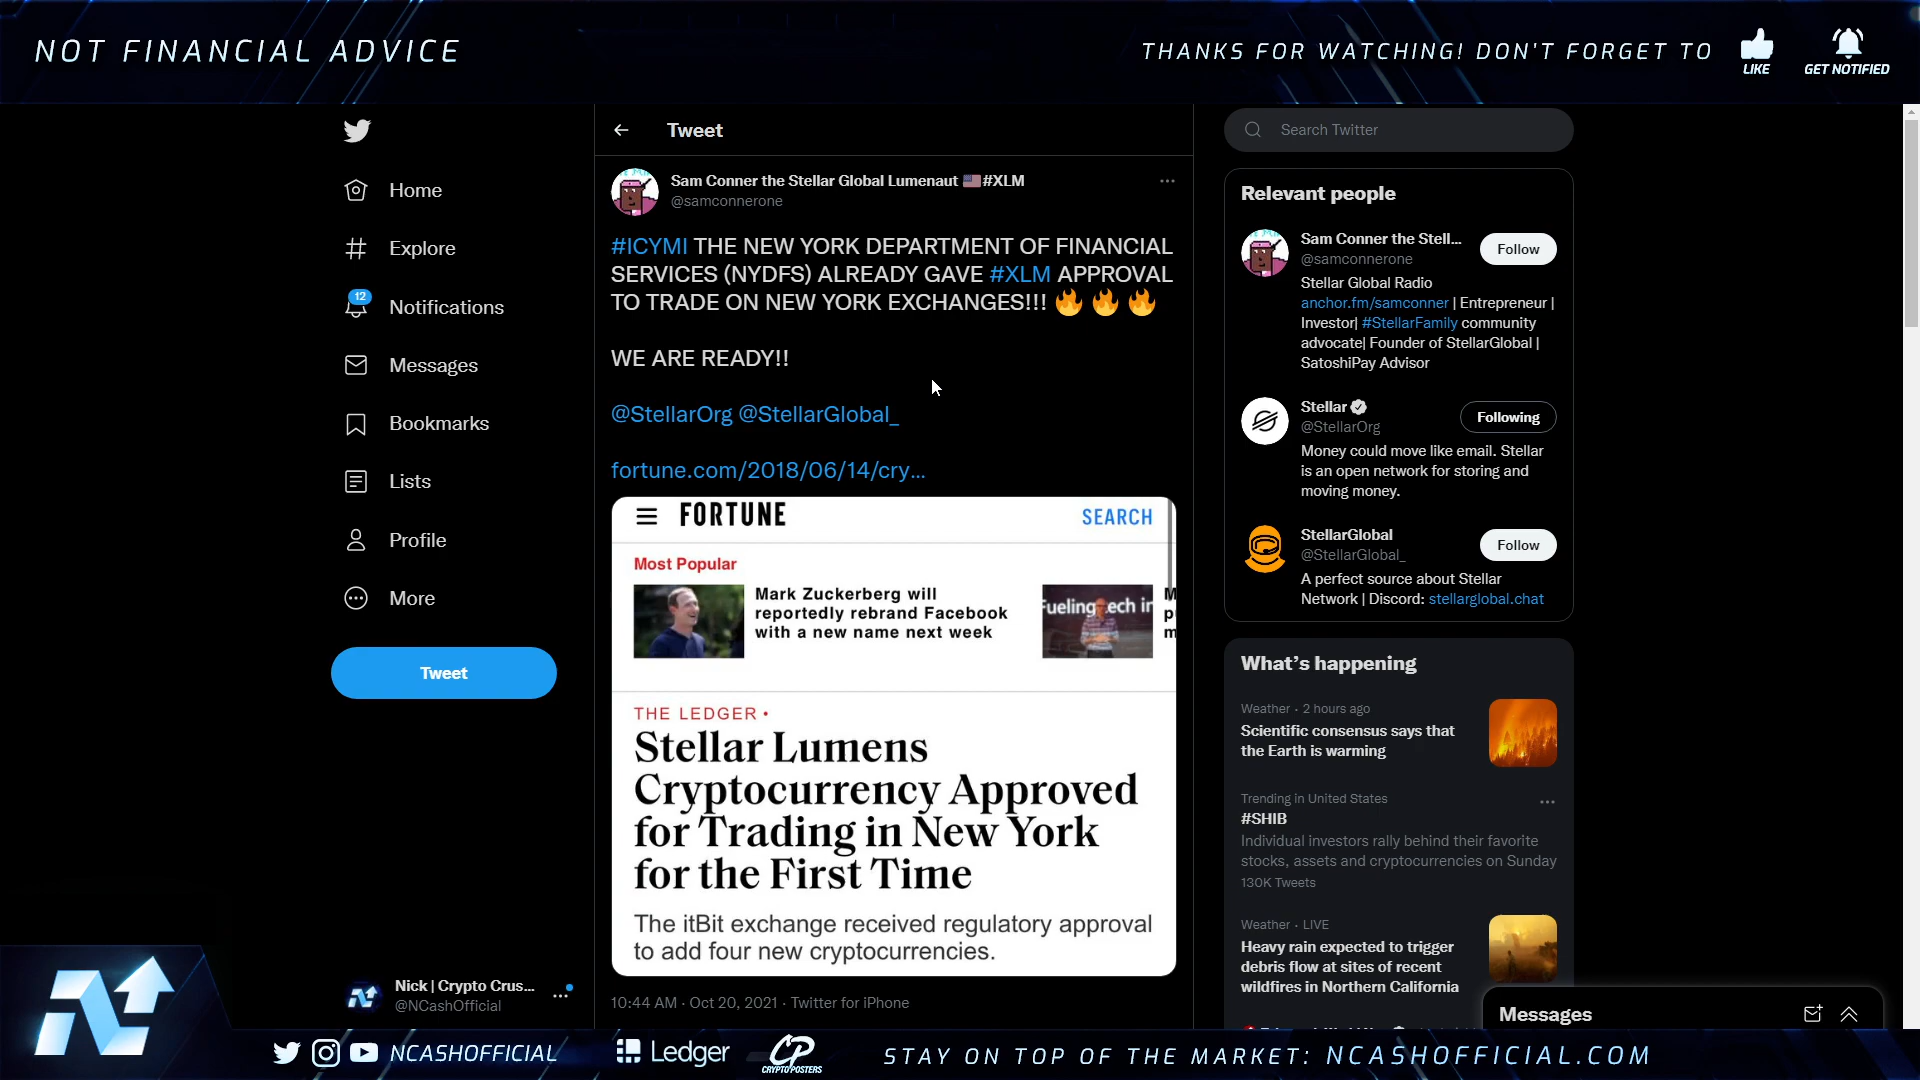 NOT FINANCIAL ADVICE
THANKS FOR WATCHING! DON'T FORGET TO
LIKE
GET NOTIFIED
Home
Explore
12
Notifications
Messages
Bookmarks
Lists
Profile
More
Tweet
Nick | Crypto Crus...
@NCashOfficial
Tweet
Sam Conner the Stellar Global Lumenaut 🇺🇸#XLM
@samconnerone
#ICYMI THE NEW YORK DEPARTMENT OF FINANCIAL
SERVICES (NYDFS) ALREADY GAVE #XLM APPROVAL
TO TRADE ON NEW YORK EXCHANGES!!! 🔥🔥🔥
WE ARE READY!!
@StellarOrg @StellarGlobal_
fortune.com/2018/06/14/cry...
FORTUNE
SEARCH
Most Popular
Mark Zuckerberg will
reportedly rebrand Facebook
with a new name next week
THE LEDGER •
Stellar Lumens
Cryptocurrency Approved
for Trading in New York
for the First Time
The itBit exchange received regulatory approval
to add four new cryptocurrencies.
10:44 AM · Oct 20, 2021 · Twitter for iPhone
Search Twitter
Relevant people
Sam Conner the Stell...
@samconnerone
Follow
Stellar Global Radio
anchor.fm/samconner | Entrepreneur |
Investor| #StellarFamily community
advocate| Founder of StellarGlobal |
SatoshiPay Advisor
Stellar
@StellarOrg
Following
Money could move like email. Stellar
is an open network for storing and
moving money.
StellarGlobal
@StellarGlobal_
Follow
A perfect source about Stellar
Network | Discord: stellarglobal.chat
What's happening
Weather · 2 hours ago
Scientific consensus says that
the Earth is warming
Trending in United States
#SHIB
Individual investors rally behind their favorite
stocks, assets and cryptocurrencies on Sunday
130K Tweets
Weather · LIVE
Heavy rain expected to trigger
debris flow at sites of recent
wildfires in Northern California
Messages
NCASHOFFICIAL
Ledger
CP
CRYPTOPOSTERS
STAY ON TOP OF THE MARKET: NCASHOFFICIAL.COM